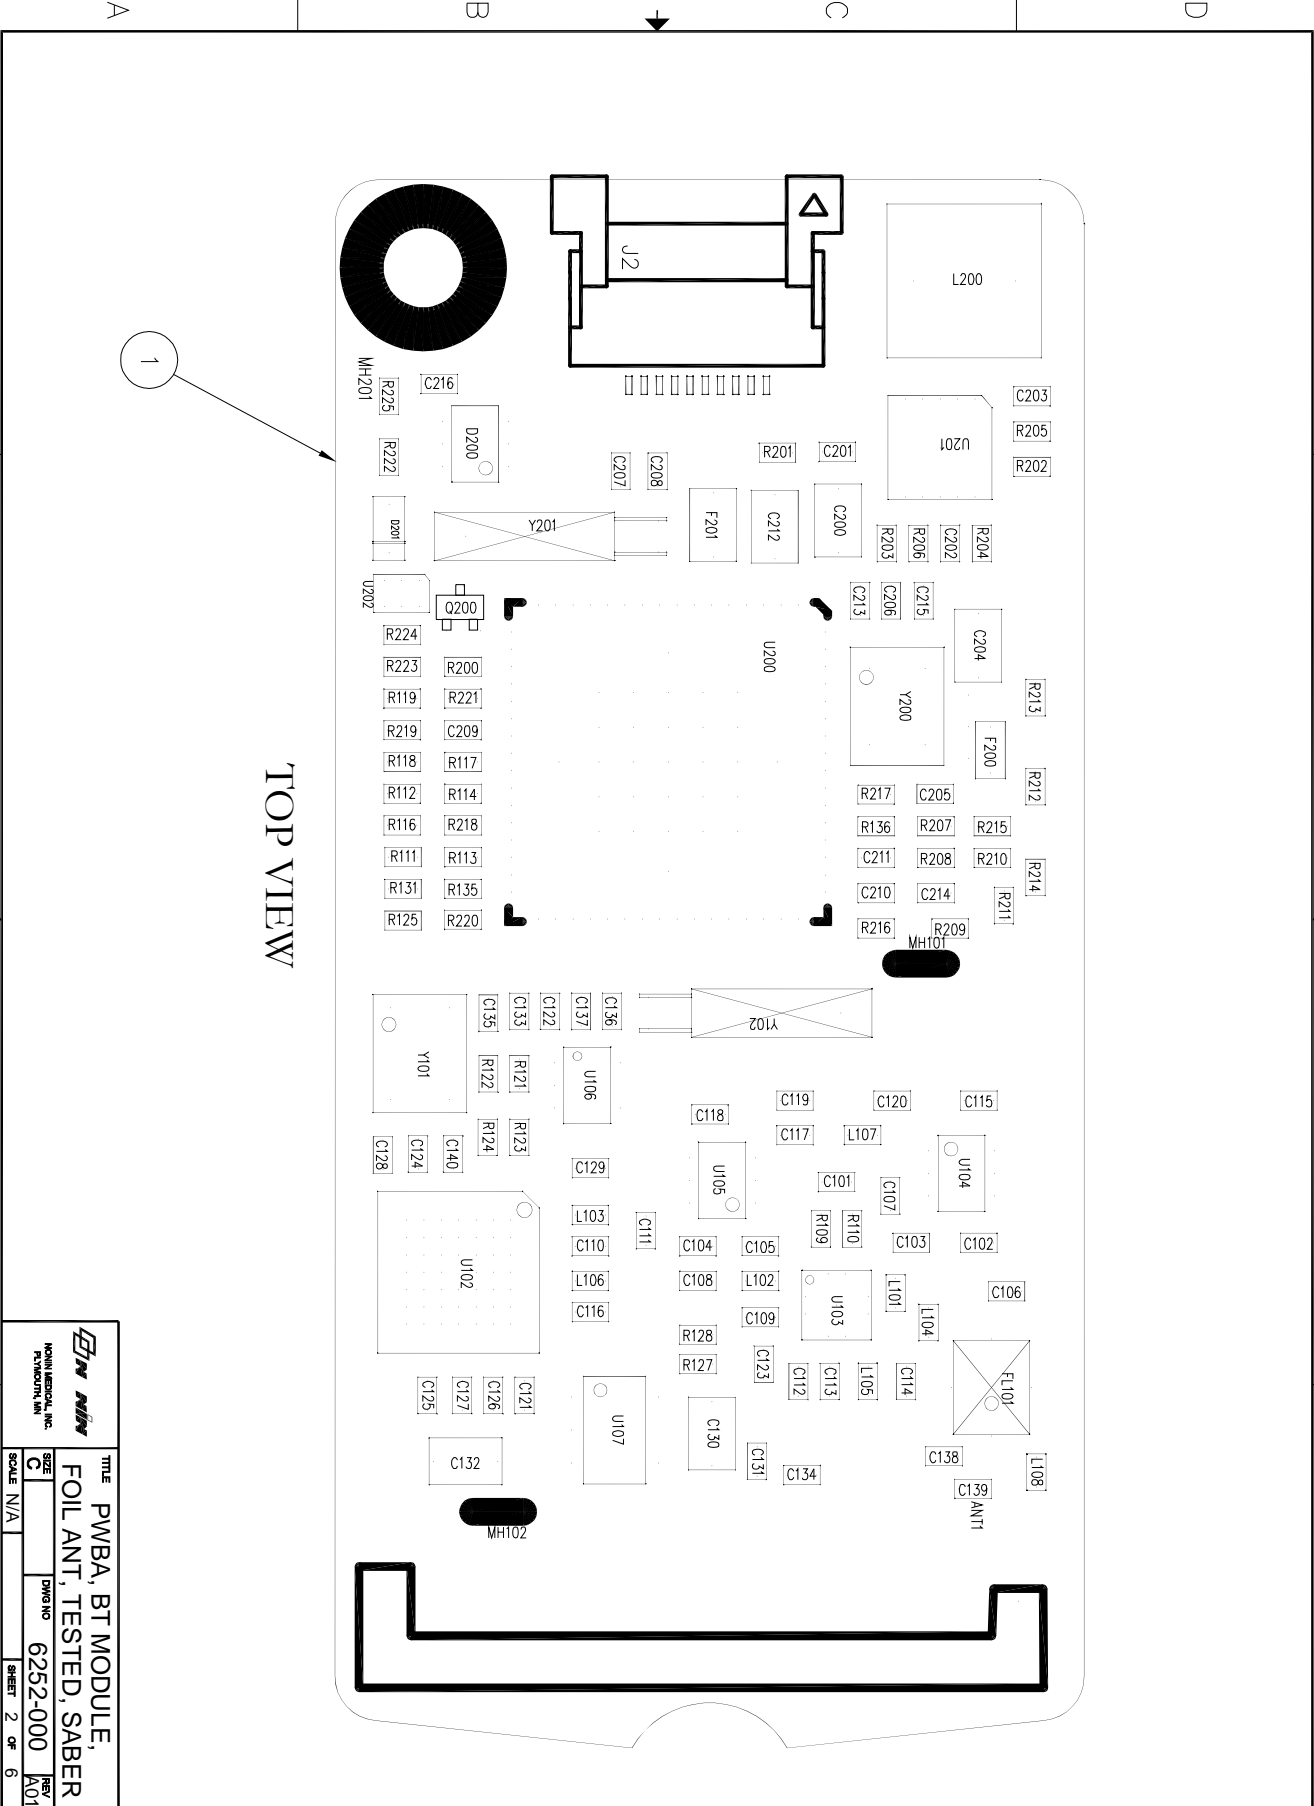 A
B
C
D
L200
J2
MH201
R225
C216
C203
R205
R202
D200
R222
R201
C201
U201
C207
C208
D201
Y201
F201
C212
C200
R203
R206
C202
R204
U202
Q200
C213
C206
C215
C204
R224
R223
R200
U200
R119
R221
Y200
R213
R219
C209
F200
R118
R117
R212
R112
R114
R217
C205
R116
R218
R136
R207
R215
R111
R113
C211
R208
R210
R214
R131
R135
C210
C214
R211
R125
R220
R216
R209
MH101
1
TOP VIEW
C135
C133
C122
C137
C136
Y102
Y101
R122
R121
U106
C119
C120
C115
C118
R124
R123
C117
L107
C128
C124
C140
C129
U105
U104
C101
C107
L103
C111
R109
R110
C110
C104
C105
C103
C102
U102
L106
C108
L102
L101
C106
C116
C109
U103
L104
R128
R127
C123
C112
C113
L105
C114
FL101
C125
C127
C126
C121
U107
C130
C132
C131
C134
C138
L108
C139
ANT1
MH102
NONIN MEDICAL, INC.
PLYMOUTH, MN
TITLE
PWBA, BT MODULE,
FOIL ANT, TESTED, SABER
SIZE
C
DWG NO
6252-000
REV
A01
SCALE N/A
SHEET 2 OF 6